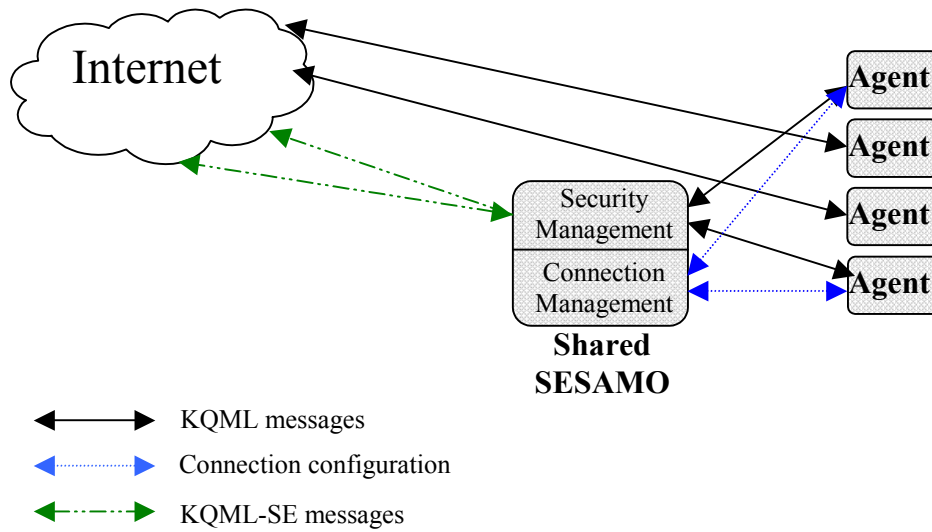 Internet
Agent
Agent
Agent
Agent
Security
Management
Connection
Management
Shared
SESAMO
KQML messages
Connection configuration
KQML-SE messages